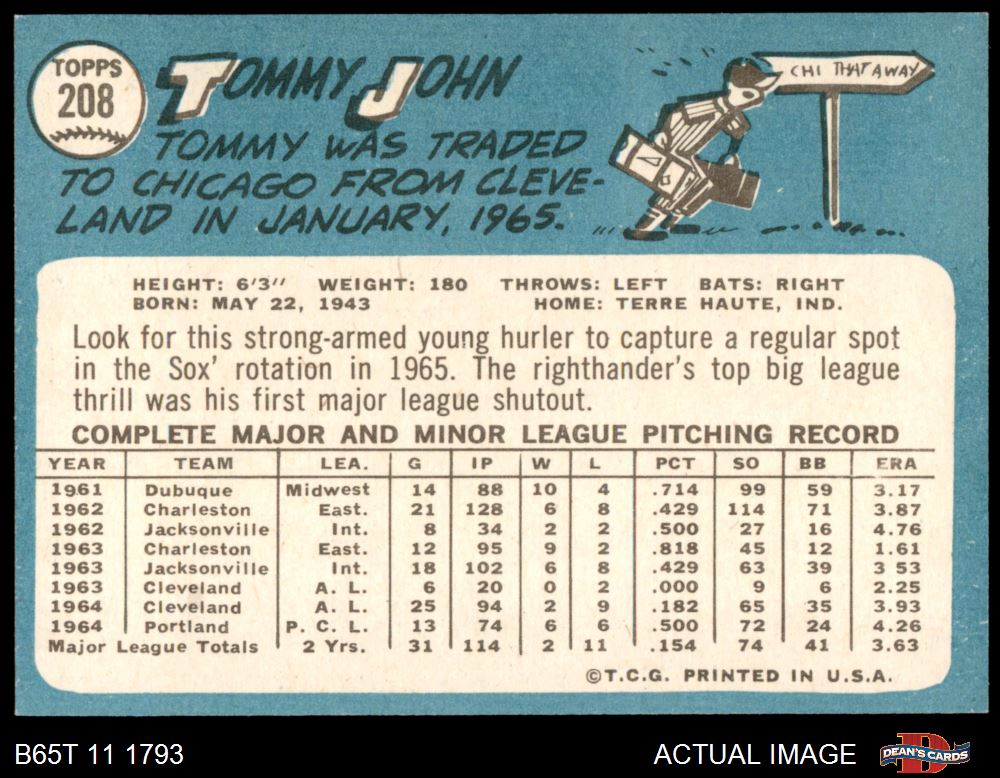 TOPPS
208
TOMMY JOHN
CHI THAT AWAY
TOMMY WAS TRADED
TO CHICAGO FROM CLEVE-
LAND IN JANUARY, 1965.
HEIGHT: 6'3" WEIGHT: 180 THROWS: LEFT BATS: RIGHT
BORN: MAY 22, 1943 HOME: TERRE HAUTE, IND.
Look for this strong-armed young hurler to capture a regular spot
in the Sox' rotation in 1965. The righthander's top big league
thrill was his first major league shutout.
COMPLETE MAJOR AND MINOR LEAGUE PITCHING RECORD
YEAR TEAM LEA. G IP W L PCT SO BB ERA
1961 Dubuque Midwest 14 88 10 4 .714 99 59 3.17
1962 Charleston East. 21 128 6 8 .429 114 71 3.87
1962 Jacksonville Int. 8 34 2 2 .500 27 16 4.76
1963 Charleston East. 12 95 9 2 .818 45 12 1.61
1963 Jacksonville Int. 18 102 6 8 .429 63 39 3 53
1963 Cleveland A. L. 6 20 0 2 .000 9 6 2.25
1964 Cleveland A. L. 25 94 2 9 .182 65 35 3.93
1964 Portland P. C. L. 13 74 6 6 .500 72 24 4.26
Major League Totals 2 Yrs. 31 114 2 11 .154 74 41 3.63
©T.C.G. PRINTED IN U.S.A.
B65T 11 1793 ACTUAL IMAGE DEAN'S CARDS